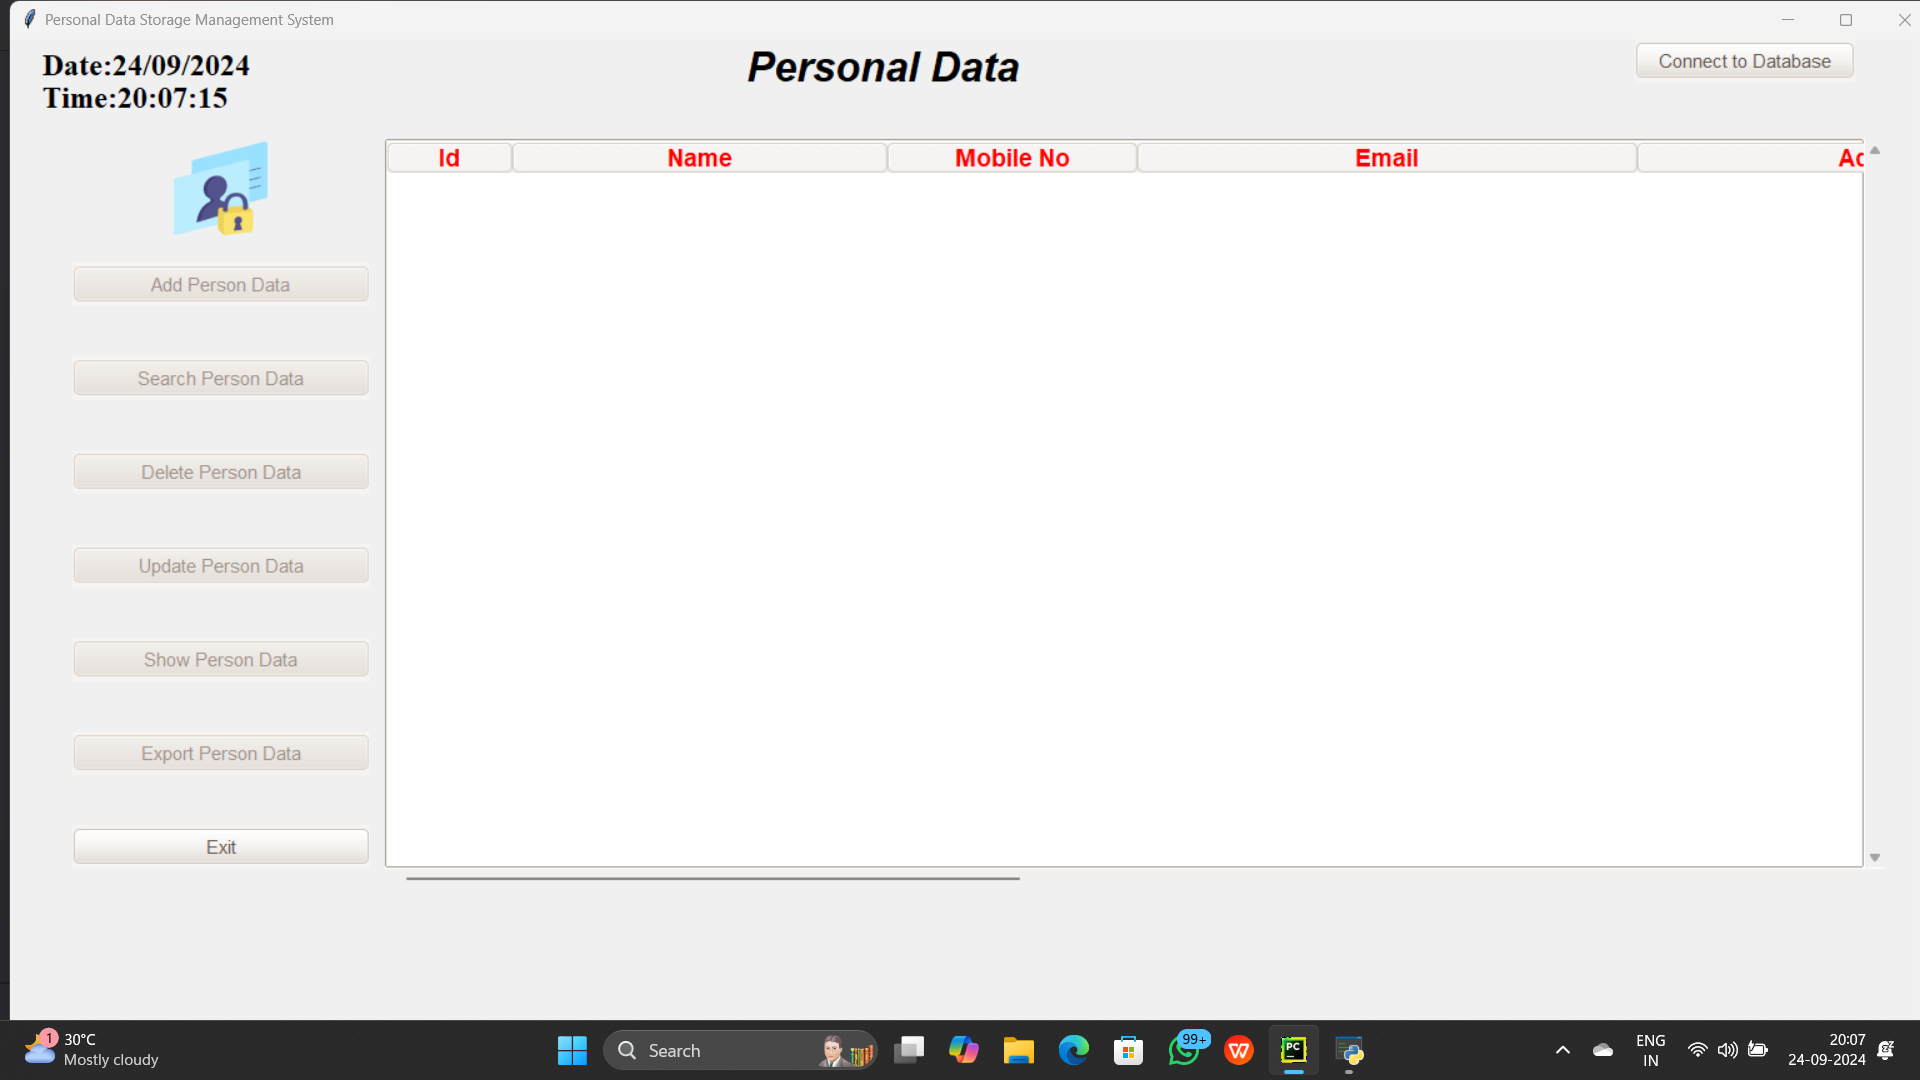 Personal Data Storage Management System
Date:24/09/2024
Time:20:07:15
Personal Data
Connect to Database
Id Name Mobile No Email
Add Person Data
Search Person Data
Delete Person Data
Update Person Data
Show Person Data
Export Person Data
Exit
1
30°C
Mostly cloudy
Search
99+
W
PC
ENG
IN
20:07
24-09-2024